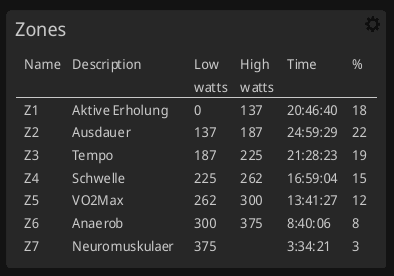 Zones
Name Description Low watts High watts Time %
Z1 Aktive Erholung 0 137 20:46:40 18
Z2 Ausdauer 137 187 24:59:29 22
Z3 Tempo 187 225 21:28:23 19
Z4 Schwelle 225 262 16:59:04 15
Z5 VO2Max 262 300 13:41:27 12
Z6 Anaerob 300 375 8:40:06 8
Z7 Neuromuskulaer 375 3:34:21 3